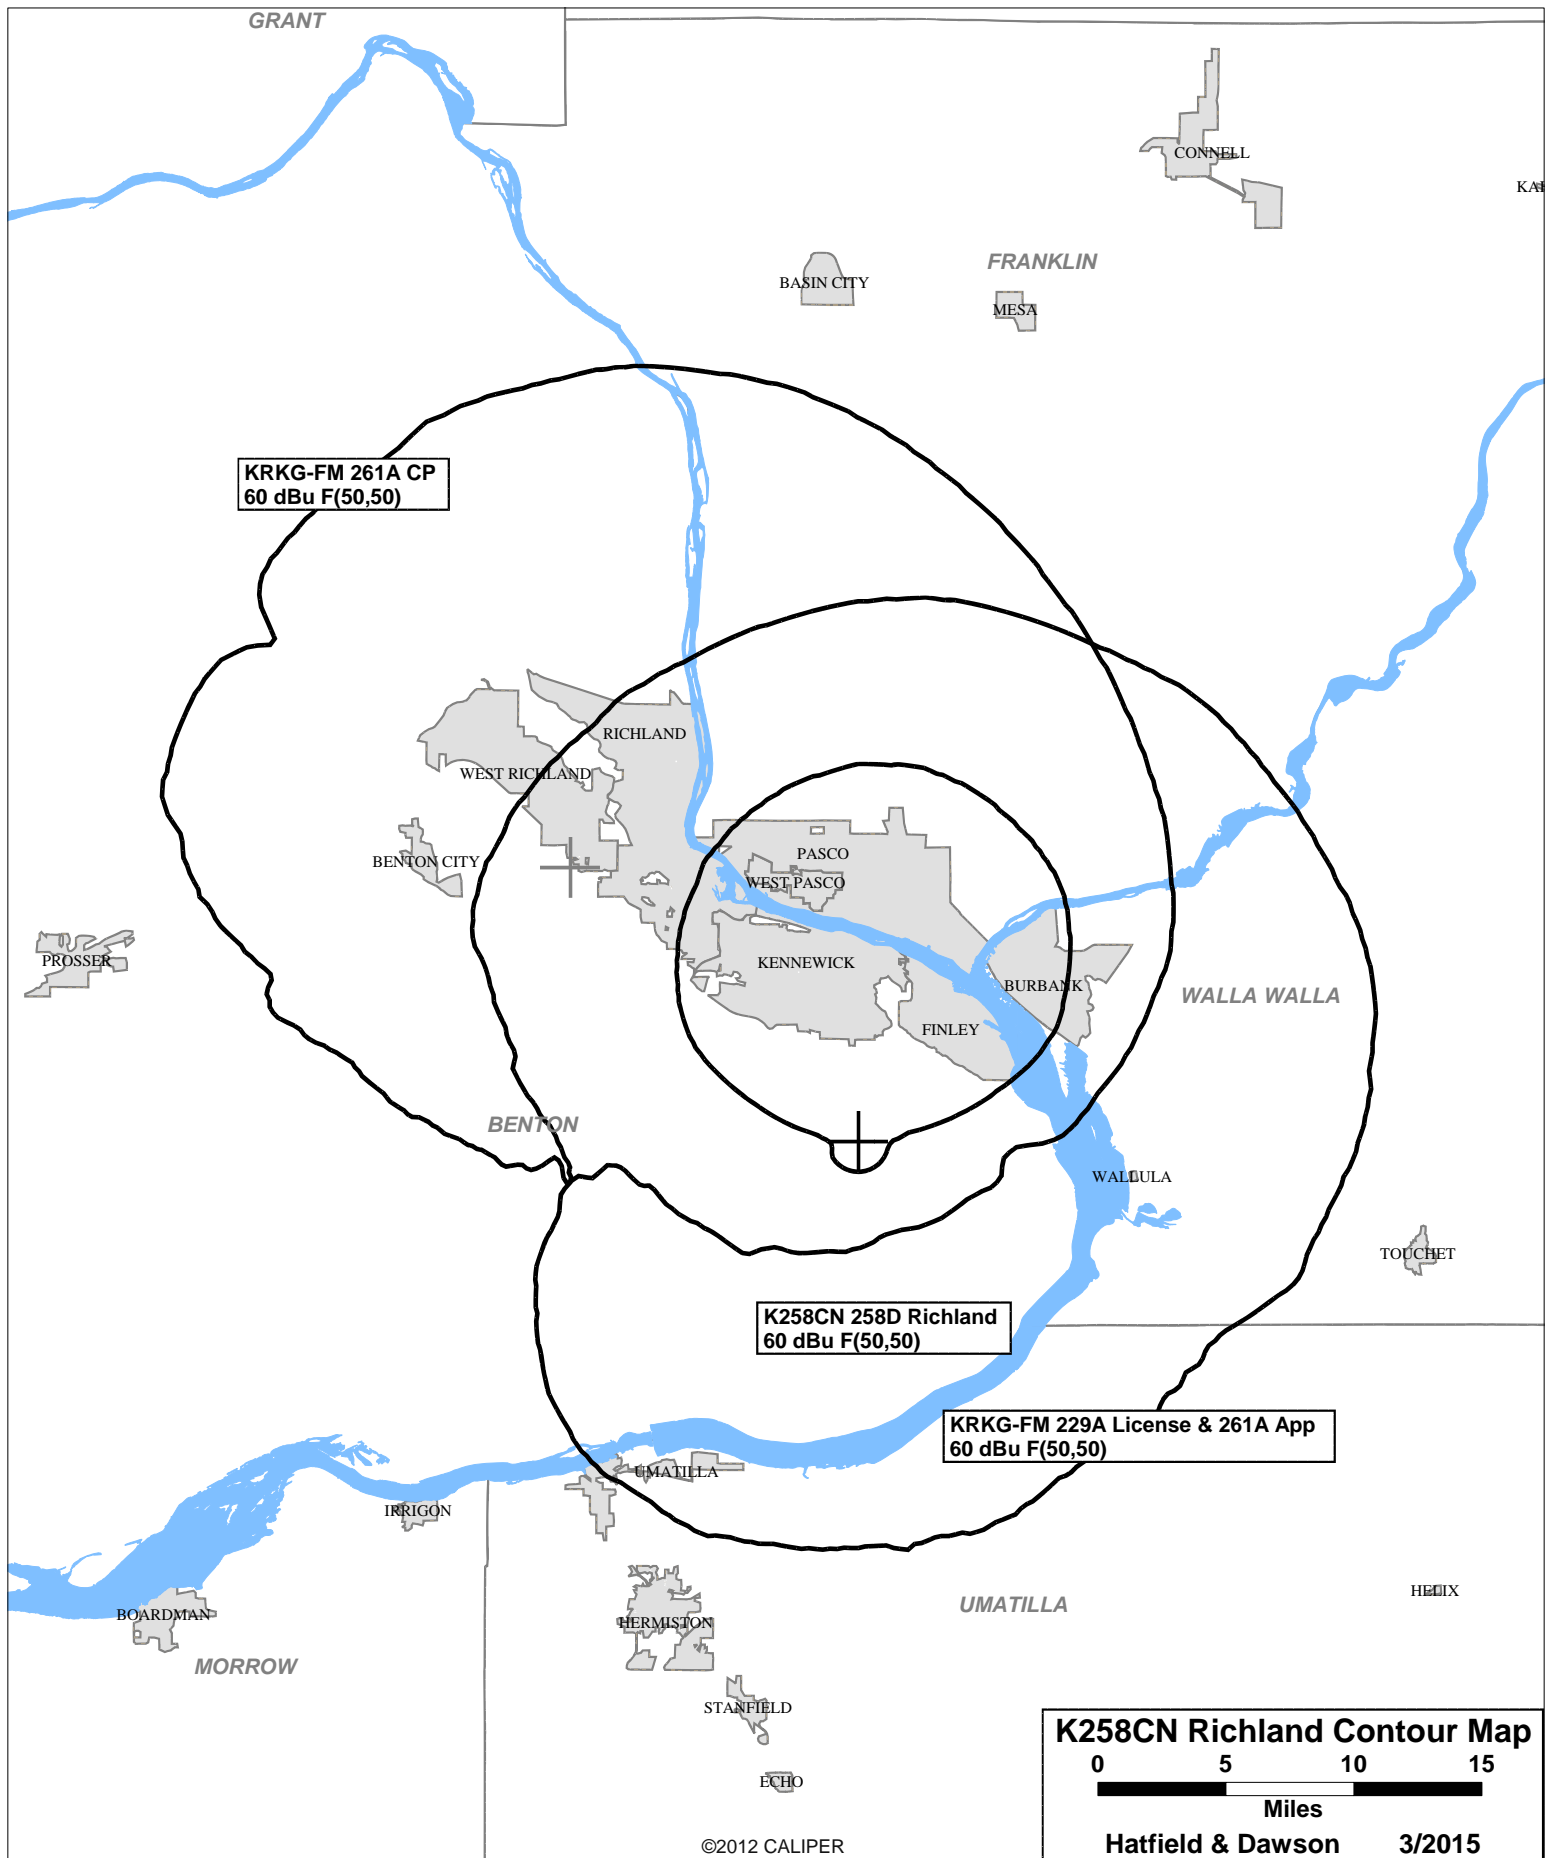 GRANT
CONNELL
FRANKLIN
BASIN CITY
MESA
KRKG-FM 261A CP
60 dBu F(50,50)
RICHLAND
WEST RICHLAND
BENTON CITY
PASCO
WEST PASCO
PROSSER
KENNEWICK
BURBANK
WALLA WALLA
FINLEY
BENTON
WALLULA
TOUCHET
K258CN 258D Richland
60 dBu F(50,50)
KRKG-FM 229A License & 261A App
60 dBu F(50,50)
UMATILLA
IRRIGON
HELIX
UMATILLA
BOARDMAN
HERMISTON
MORROW
STANFIELD
ECHO
K258CN Richland Contour Map
0 5 10 15
Miles
Hatfield & Dawson 3/2015
©2012 CALIPER